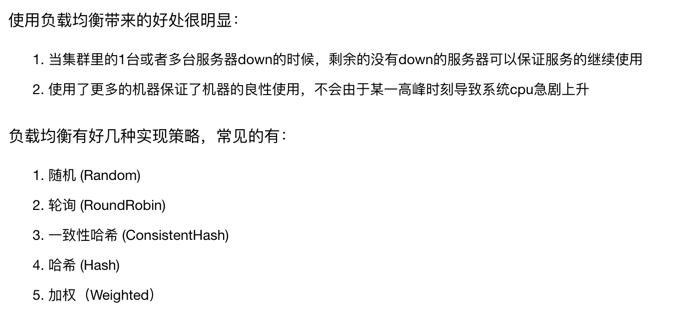 使用负载均衡带来的好处很明显：
1. 当集群里的1台或者多台服务器down的时候，剩余的没有down的服务器可以保证服务的继续使用
2. 使用了更多的机器保证了机器的良性使用，不会由于某一高峰时刻导致系统cpu急剧上升
负载均衡有好几种实现策略，常见的有：
1. 随机 (Random)
2. 轮询 (RoundRobin)
3. 一致性哈希 (ConsistentHash)
4. 哈希 (Hash)
5. 加权（Weighted）